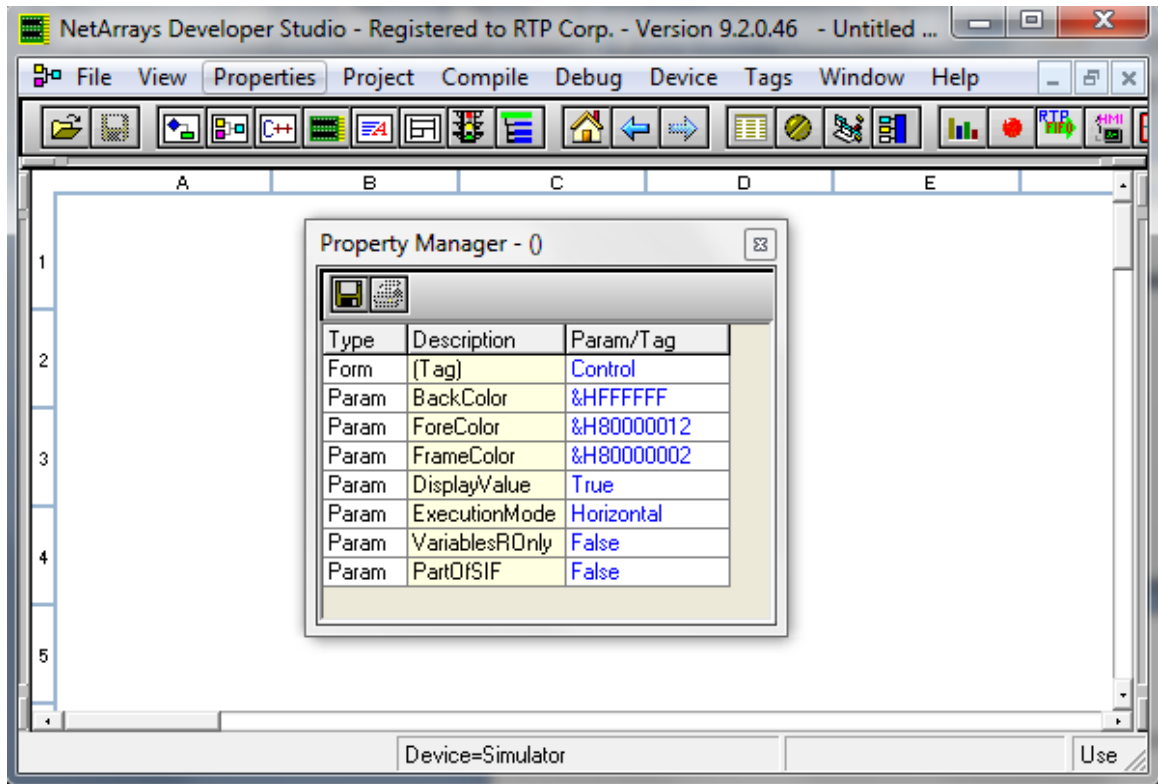 NetArrays Developer Studio - Registered to RTP Corp. - Version 9.2.0.46 - Untitled ...
File View Properties Project Compile Debug Device Tags Window Help
C++ A RTP FIFO HMI
A B C D E
1
2
3
4
5
Property Manager - ()
Type Description Param/Tag
Form (Tag) Control
Param BackColor &HFFFFFF
Param ForeColor &H80000012
Param FrameColor &H80000002
Param DisplayValue True
Param ExecutionMode Horizontal
Param VariablesROnly False
Param PartOfSIF False
Device=Simulator Use